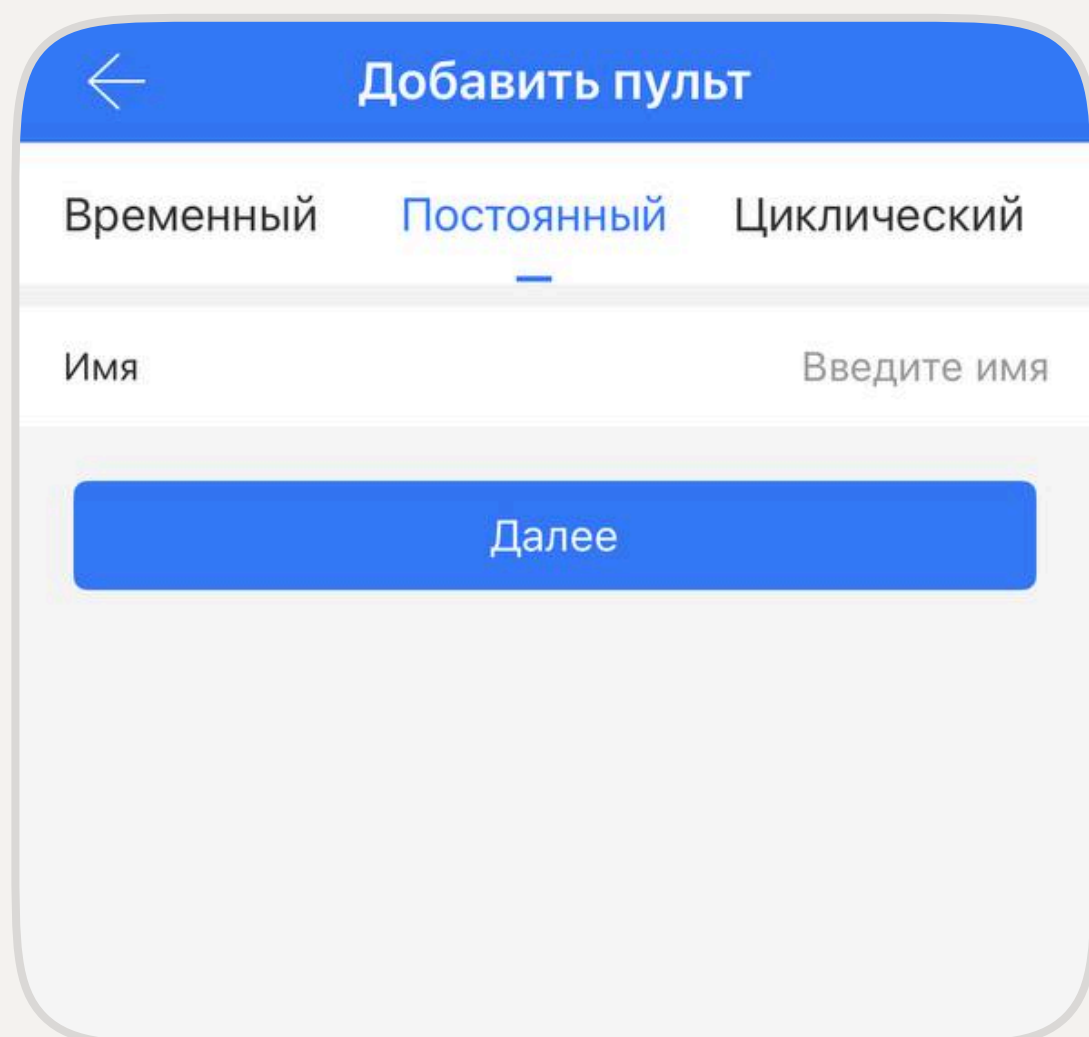 Добавить пульт
Временный Постоянный Циклический
Имя Введите имя
Далее